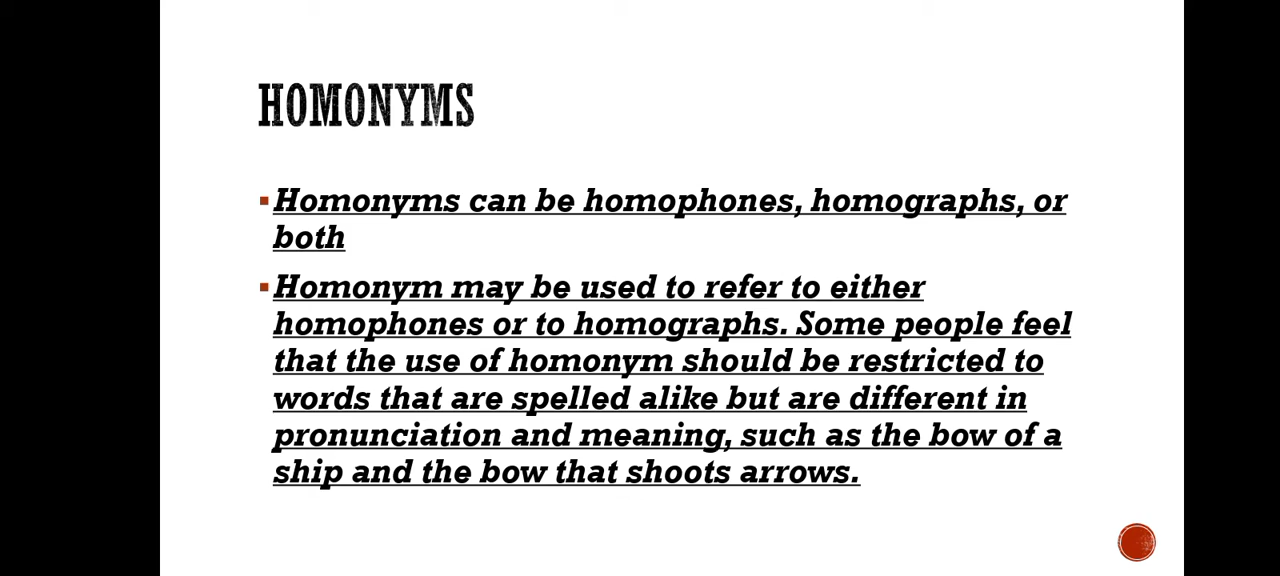 HOMONYMS
Homonyms can be homophones, homographs, or
both
Homonym may be used to refer to either
homophones or to homographs. Some people feel
that the use of homonym should be restricted to
words that are spelled alike but are different in
pronunciation and meaning, such as the bow of a
ship and the bow that shoots arrows.